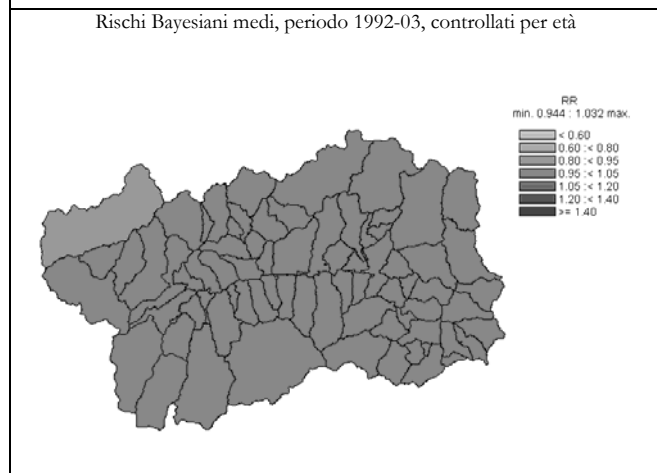 Rischi Bayesiani medi, periodo 1992-03, controllati per età
RR
min. 0.944 : 1.032 max.
< 0.60
0.60 :< 0.80
0.80 :< 0.95
0.95 :< 1.05
1.05 :< 1.20
1.20 :< 1.40
>= 1.40